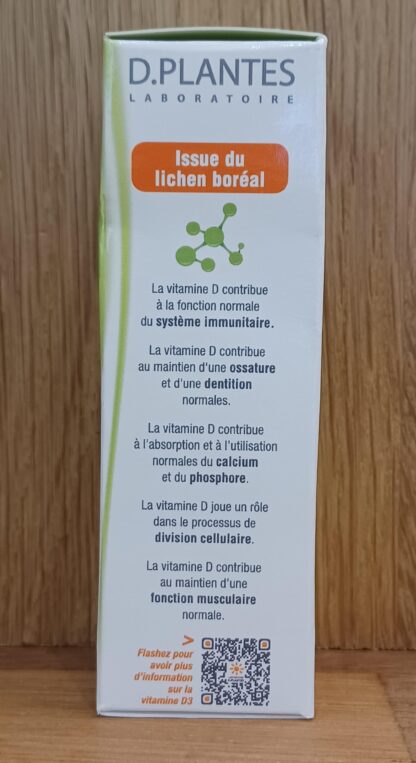 D.PLANTES
LABORATOIRE
Issue du
lichen boréal
La vitamine D contribue
à la fonction normale
du système immunitaire.
La vitamine D contribue
au maintien d'une ossature
et d'une dentition
normales.
La vitamine D contribue
à l'absorption et à l'utilisation
normales du calcium
et du phosphore.
La vitamine D joue un rôle
dans le processus de
division cellulaire.
La vitamine D contribue
au maintien d'une
fonction musculaire
normale.
>
Flashez pour
avoir plus
d'information
sur la
vitamine D3